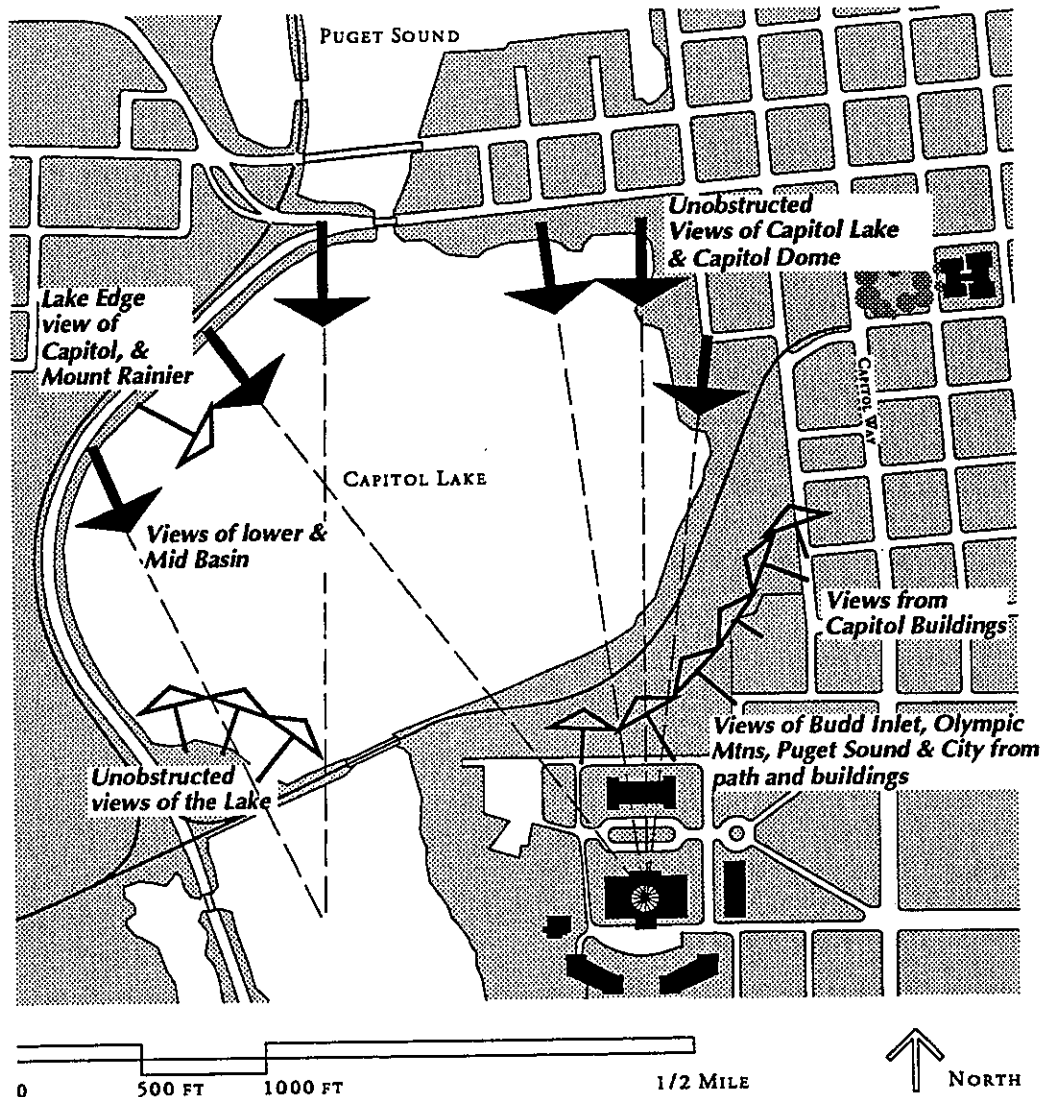 PUGET SOUND
Unobstructed
Views of Capitol Lake
& Capitol Dome
Lake Edge
view of
Capitol, &
Mount Rainier
CAPITOL WAY
CAPITOL LAKE
Views of lower &
Mid Basin
Views from
Capitol Buildings
Views of Budd Inlet, Olympic
Mtns, Puget Sound & City from
path and buildings
Unobstructed
views of the Lake
0 500 FT 1000 FT 1/2 MILE
NORTH